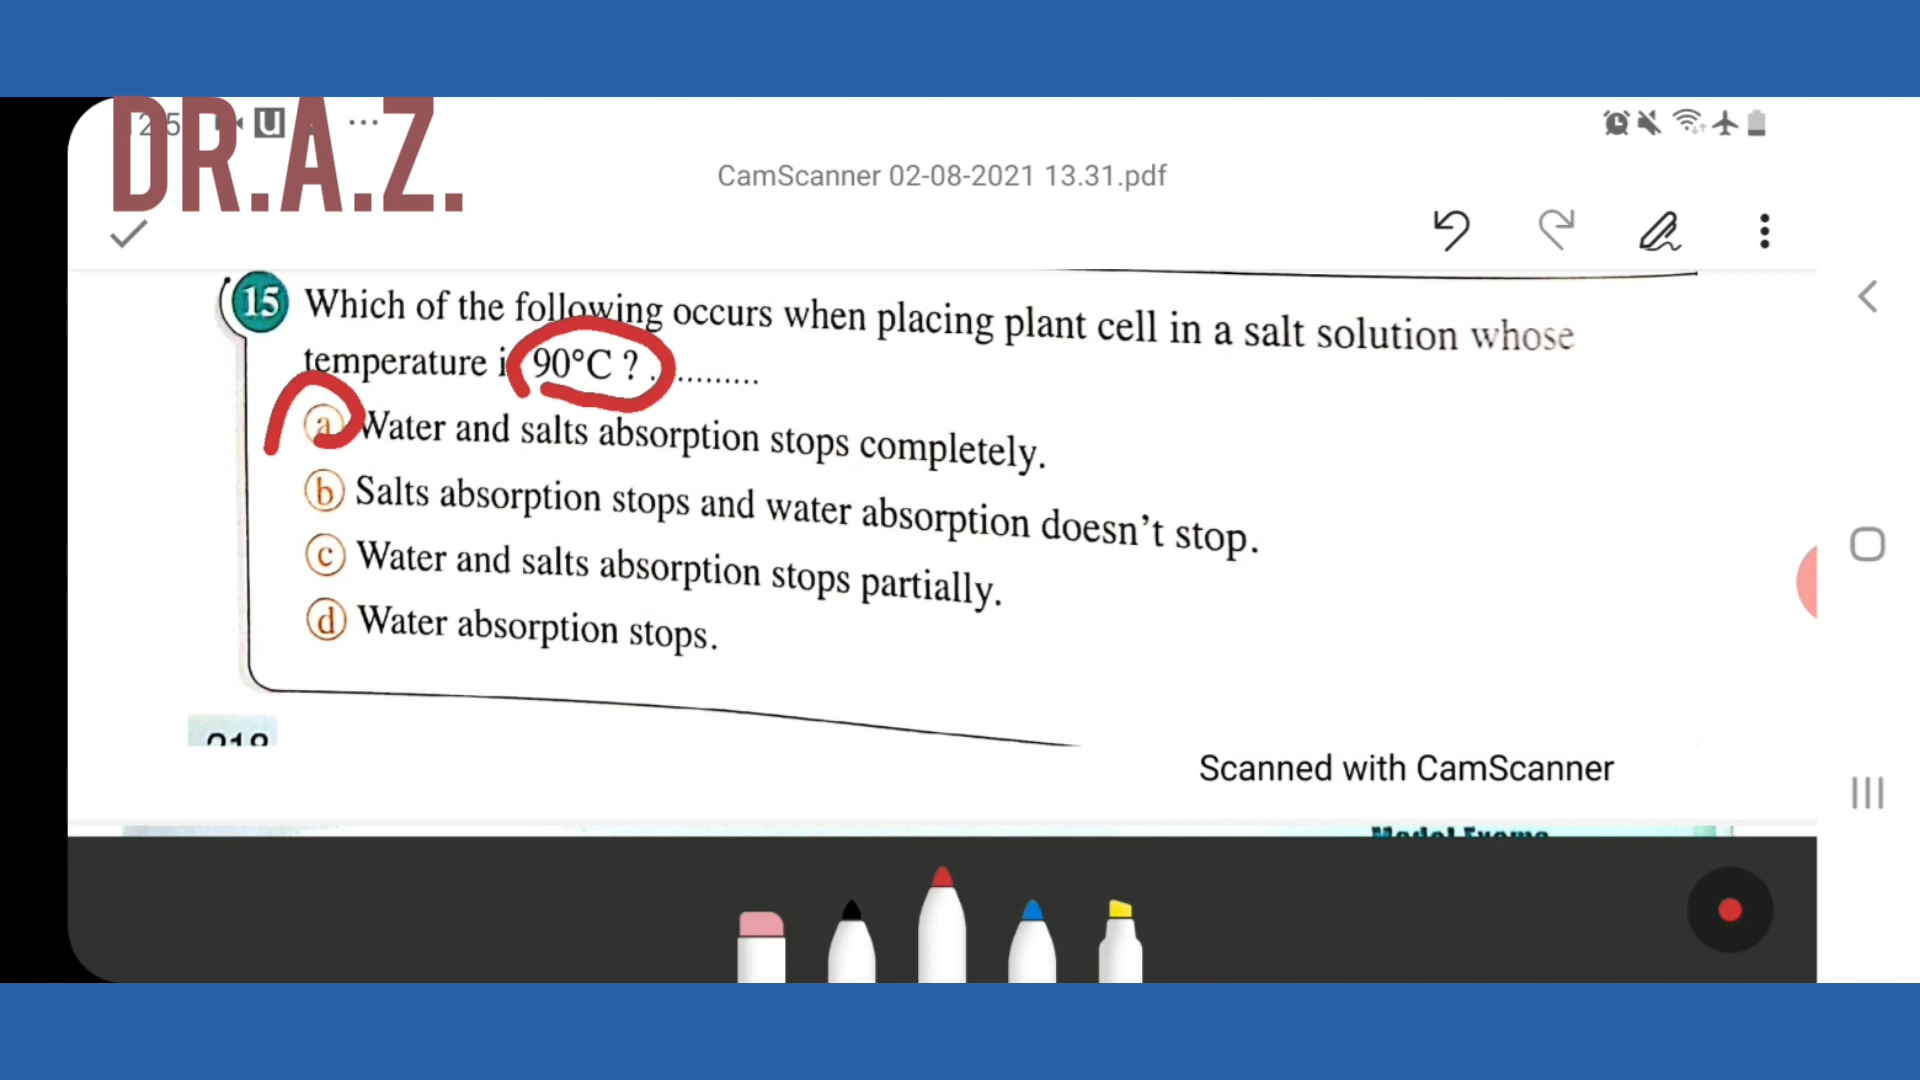 DR.A.Z.
CamScanner 02-08-2021 13.31.pdf
15 Which of the following occurs when placing plant cell in a salt solution whose
temperature i 90°C ? ..........
a Water and salts absorption stops completely.
b Salts absorption stops and water absorption doesn't stop.
c Water and salts absorption stops partially.
d Water absorption stops.
Scanned with CamScanner
Model Exams